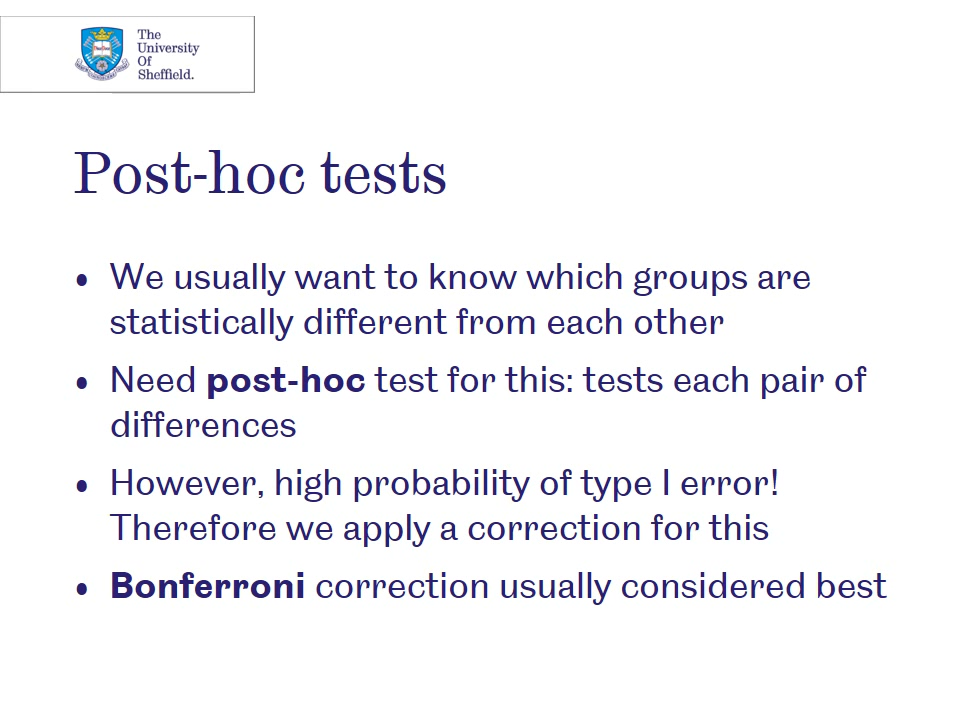 The
University
Of
Sheffield.
Post-hoc tests
• We usually want to know which groups are
statistically different from each other
• Need post-hoc test for this: tests each pair of
differences
• However, high probability of type I error!
Therefore we apply a correction for this
• Bonferroni correction usually considered best